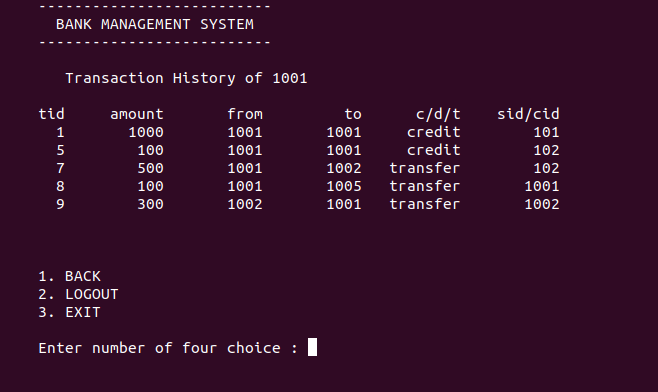 ---------------------------
BANK MANAGEMENT SYSTEM
---------------------------
Transaction History of 1001
tid amount from to c/d/t sid/cid
1 1000 1001 1001 credit 101
5 100 1001 1001 credit 102
7 500 1001 1002 transfer 102
8 100 1001 1005 transfer 1001
9 300 1002 1001 transfer 1002
1. BACK
2. LOGOUT
3. EXIT
Enter number of four choice :